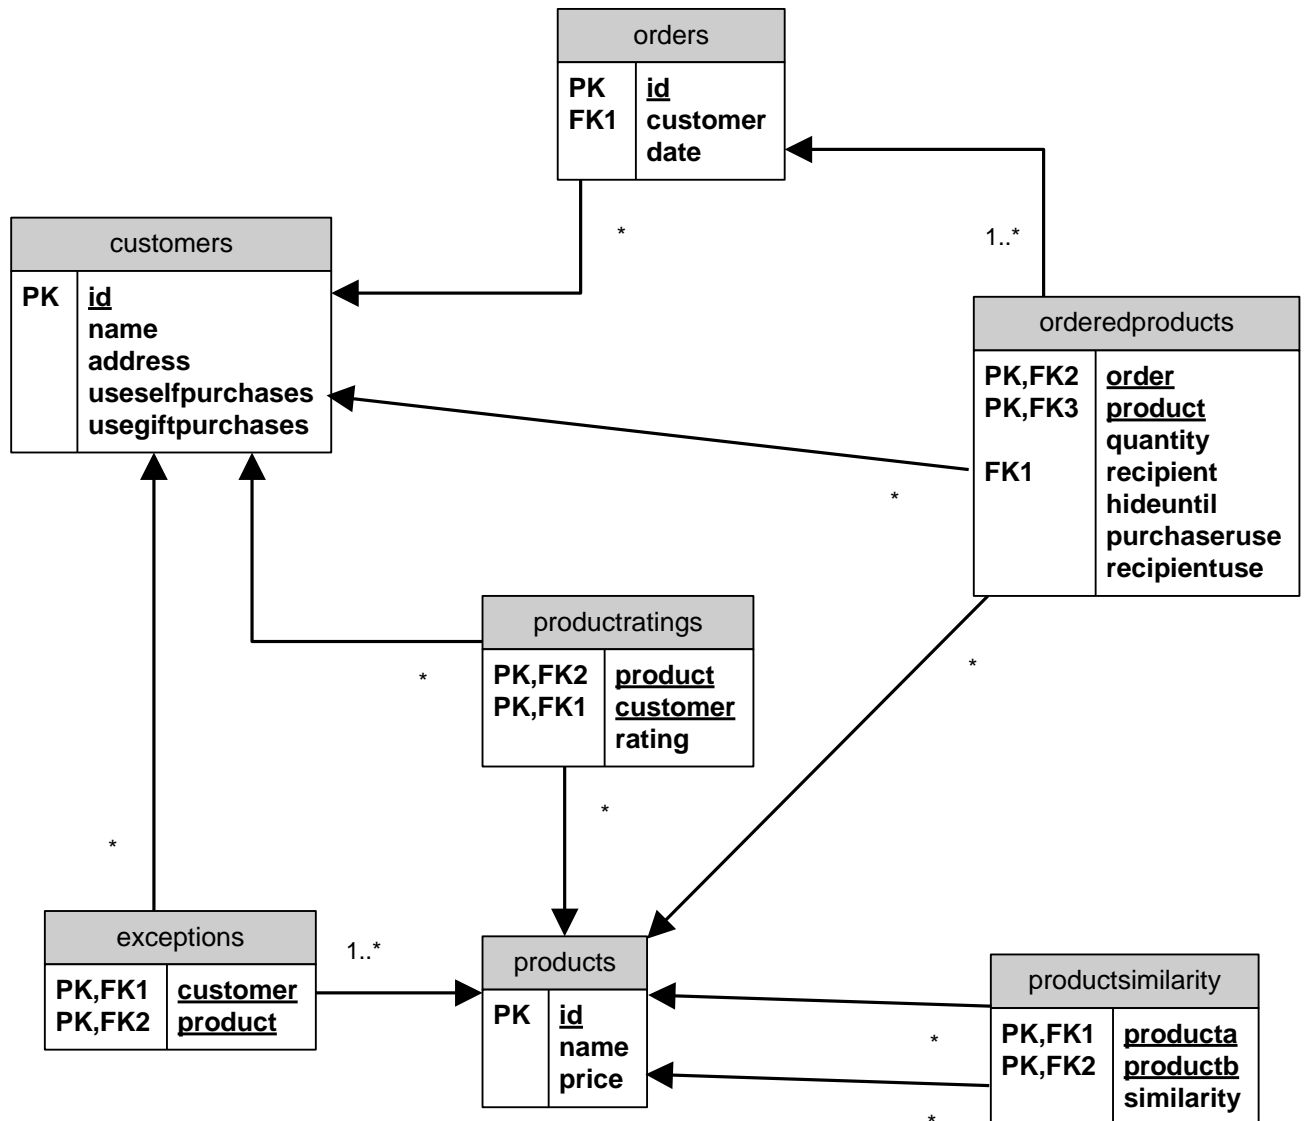 orders
PK id
FK1 customer
date
*
1..*
customers
PK id
name
address
useselfpurchases
usegiftpurchases
orderedproducts
PK,FK2 order
PK,FK3 product
quantity
FK1 recipient
hideuntil
purchaseruse
recipientuse
*
productratings
PK,FK2 product
PK,FK1 customer
rating
*
*
*
*
exceptions
PK,FK1 customer
PK,FK2 product
1..*
products
PK id
name
price
productsimilarity
PK,FK1 producta
PK,FK2 productb
similarity
*
*